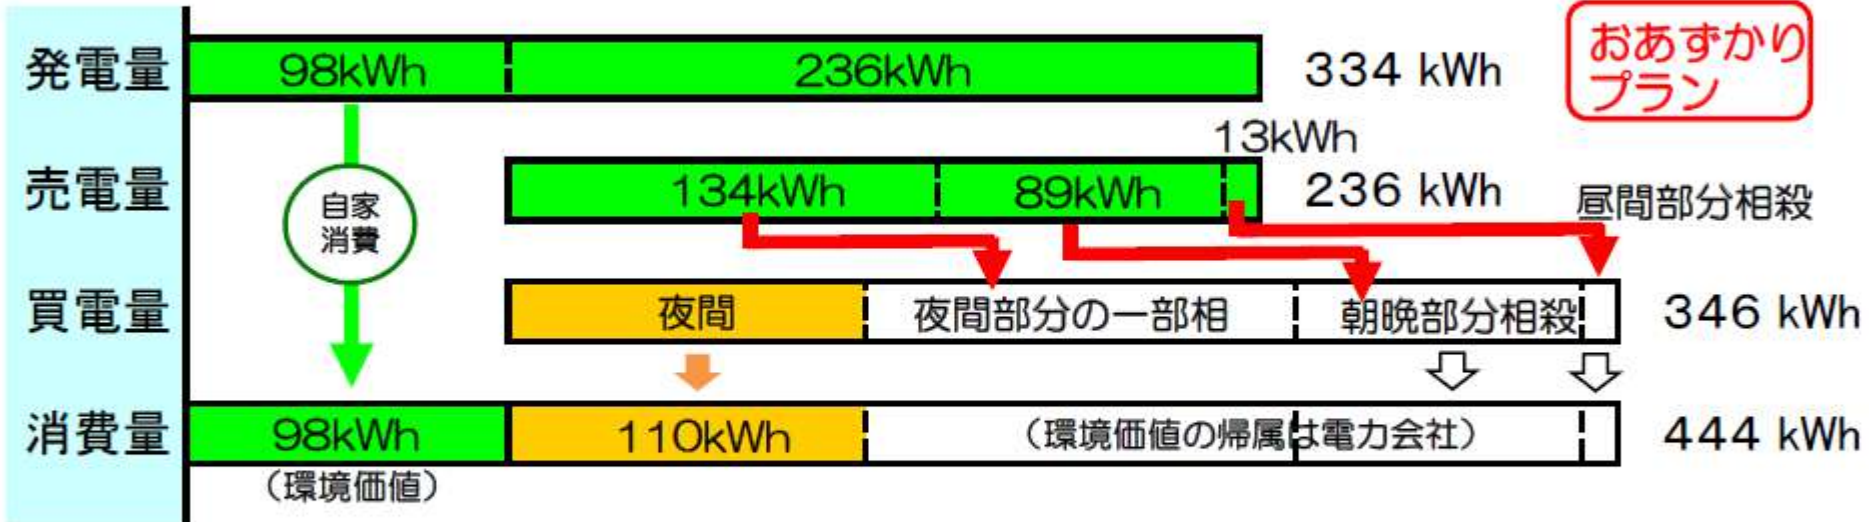 発電量 98kWh 236kWh 334 kWh
おあずかり
プラン
13kWh
売電量 134kWh 89kWh 236 kWh
昼間部分相殺
自家
消費
買電量 夜間 夜間部分の一部相 朝晩部分相殺 346 kWh
消費量 98kWh 110kWh （環境価値の帰属は電力会社） 444 kWh
（環境価値）